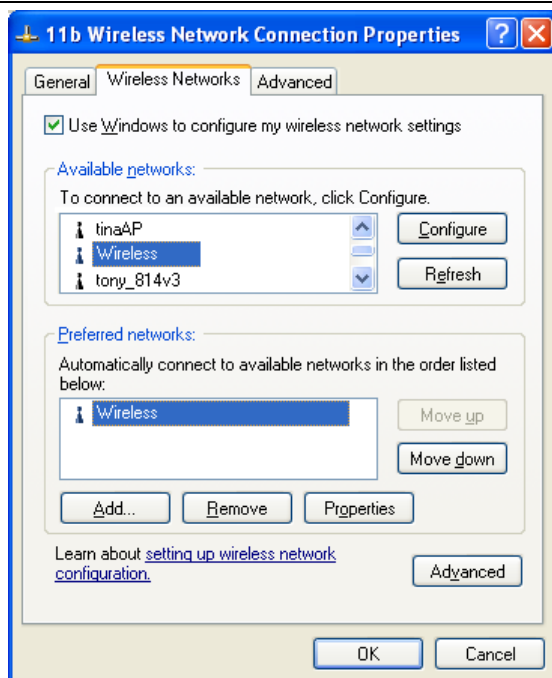 11b Wireless Network Connection Properties
General Wireless Networks Advanced
Use Windows to configure my wireless network settings
Available networks:
To connect to an available network, click Configure.
tinaAP
Wireless
tony_814v3
Configure
Refresh
Preferred networks:
Automatically connect to available networks in the order listed
below:
Wireless
Move up
Move down
Add... Remove Properties
Learn about setting up wireless network
configuration.
Advanced
OK Cancel